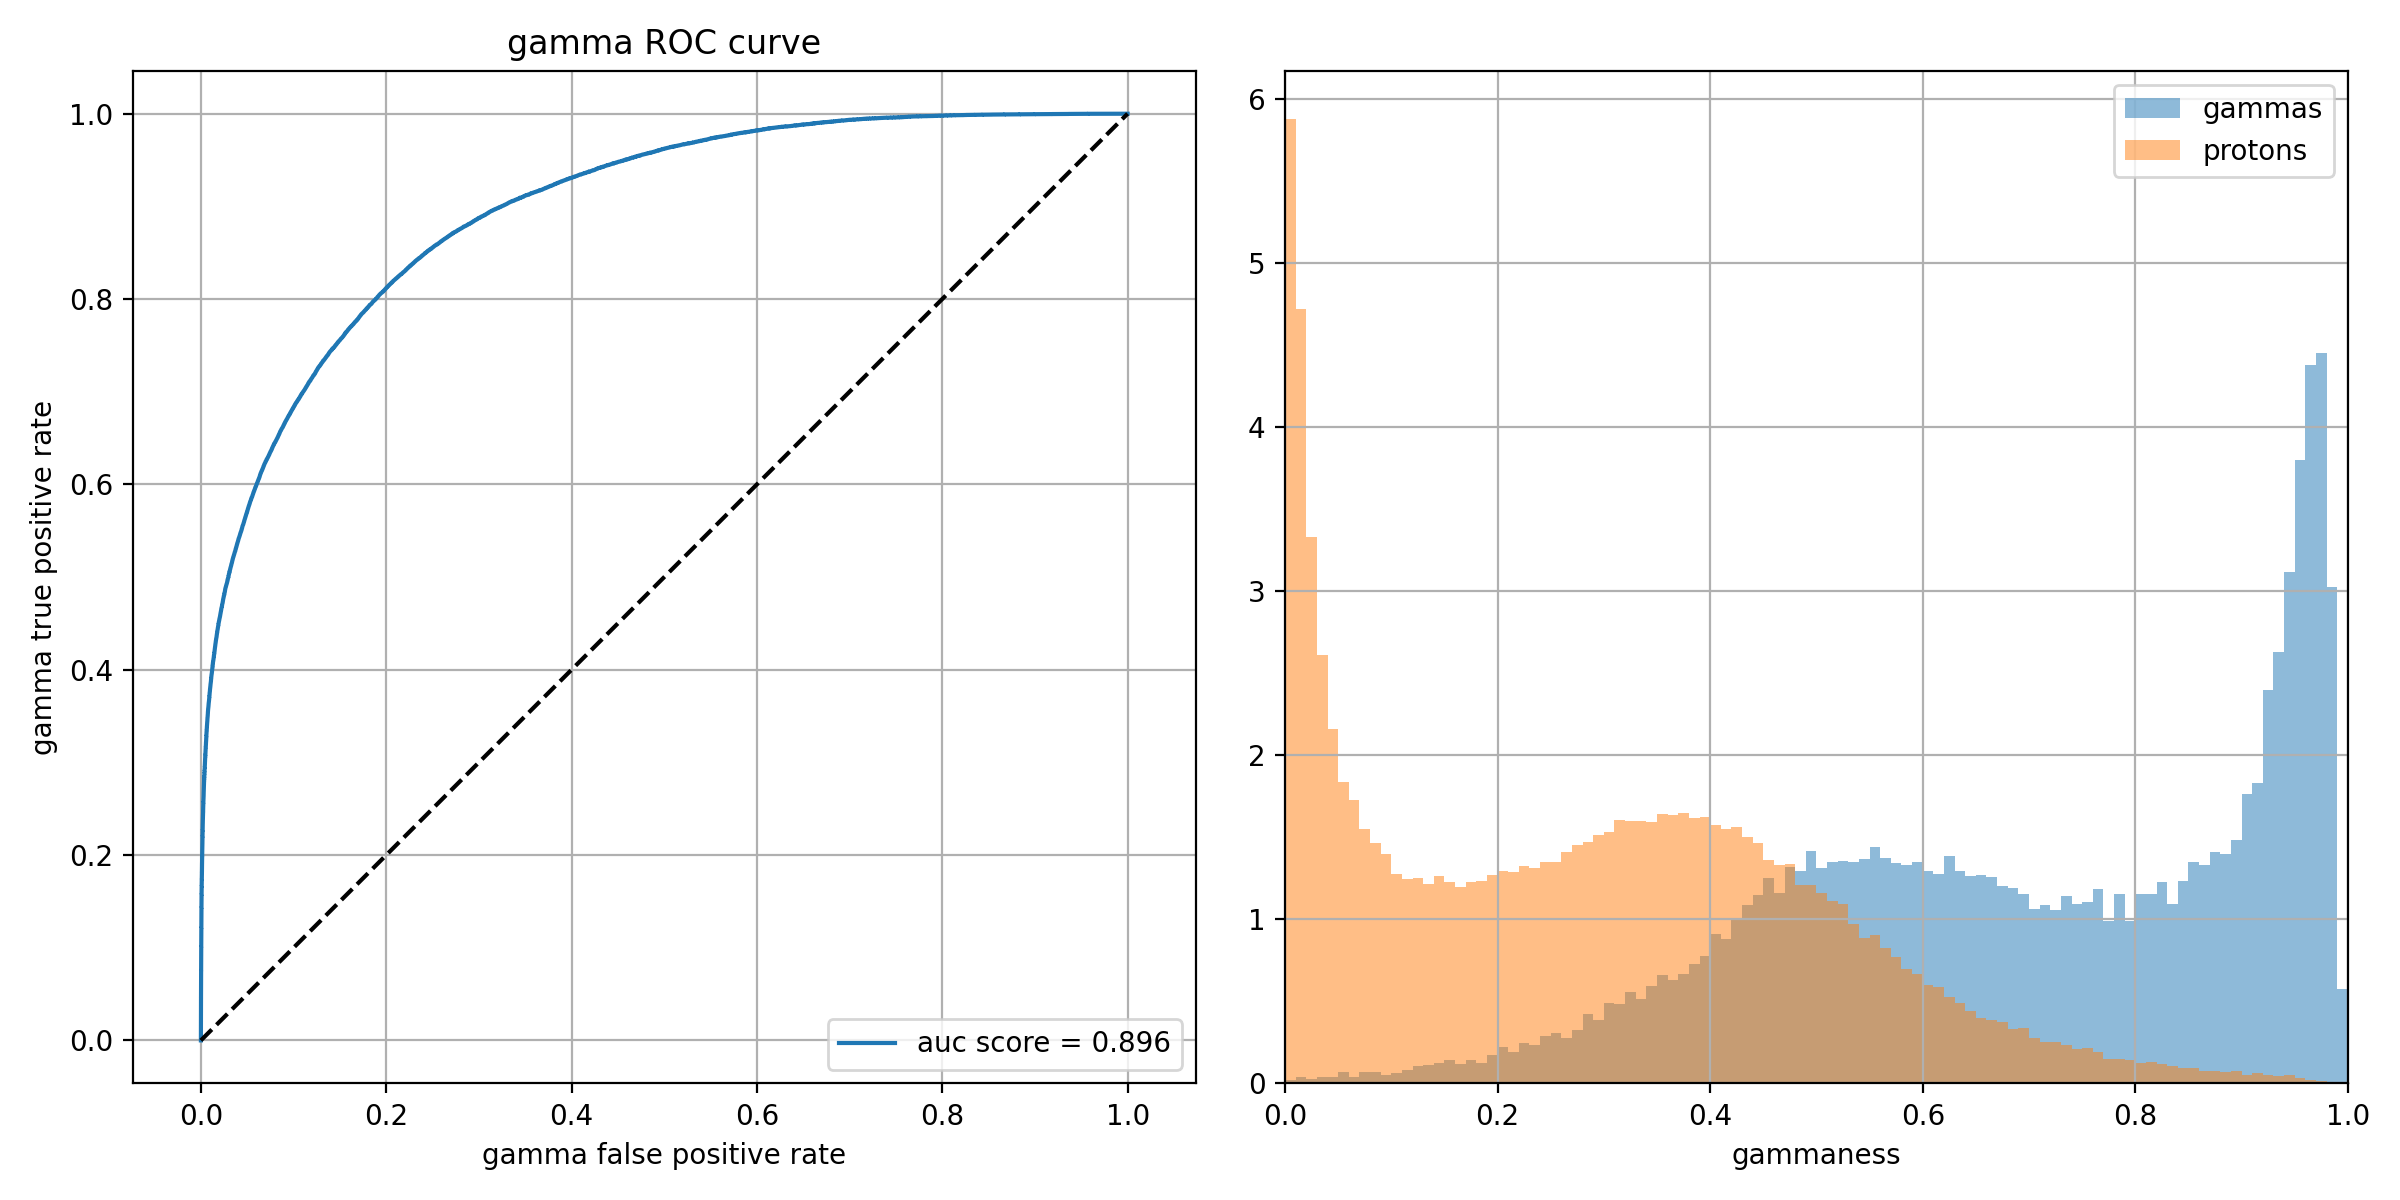 gamma ROC curve
gamma true positive rate
1.0
0.8
0.6
0.4
0.2
0.0
auc score = 0.896
0.0 0.2 0.4 0.6 0.8 1.0
gamma false positive rate
gammas
protons
6
5
4
3
2
1
0
0.0 0.2 0.4 0.6 0.8 1.0
gammaness